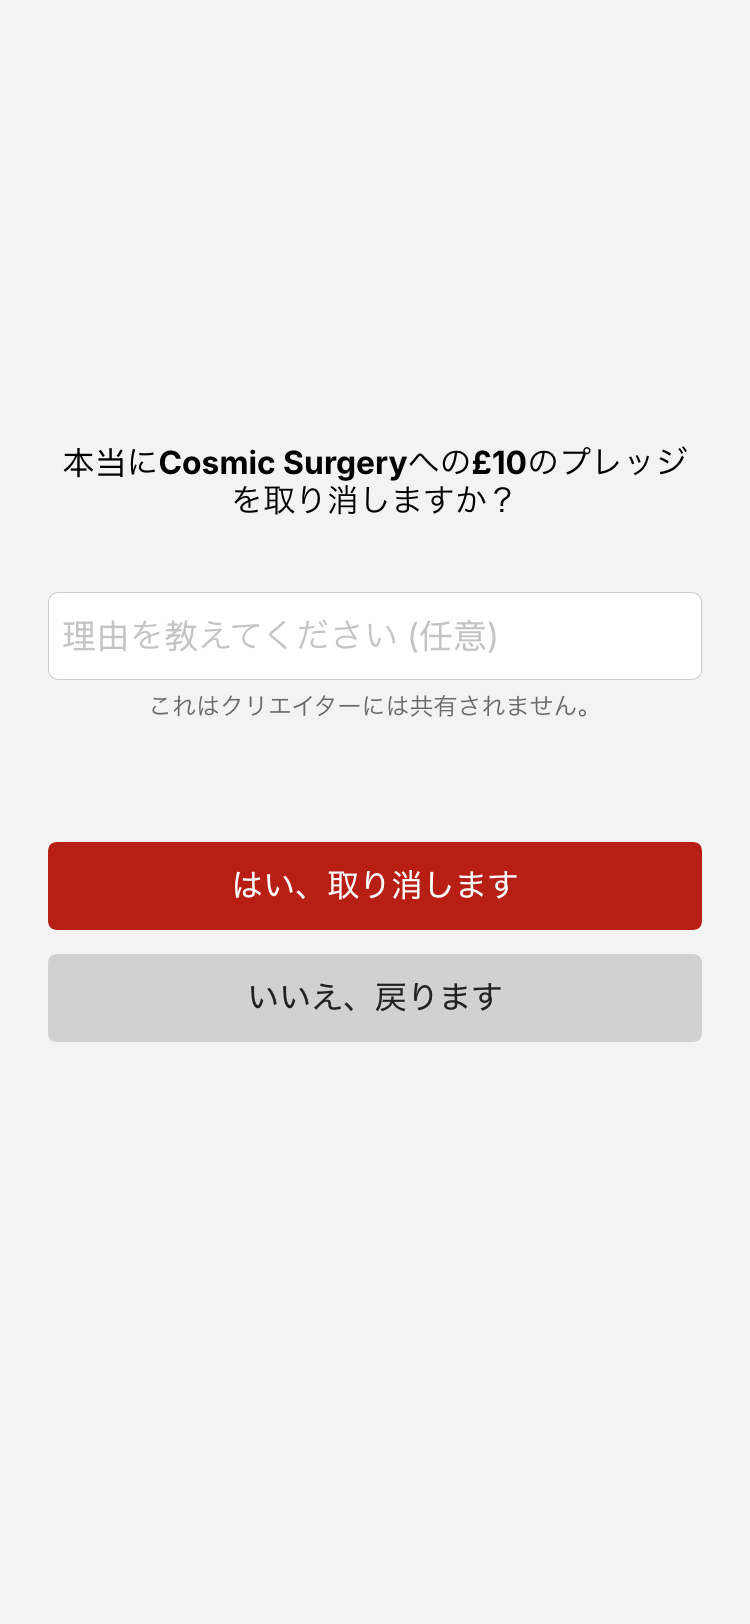 本当にCosmic Surgeryへの£10のプレッジ
を取り消しますか？
理由を教えてください (任意)
これはクリエイターには共有されません。
はい、取り消します
いいえ、戻ります